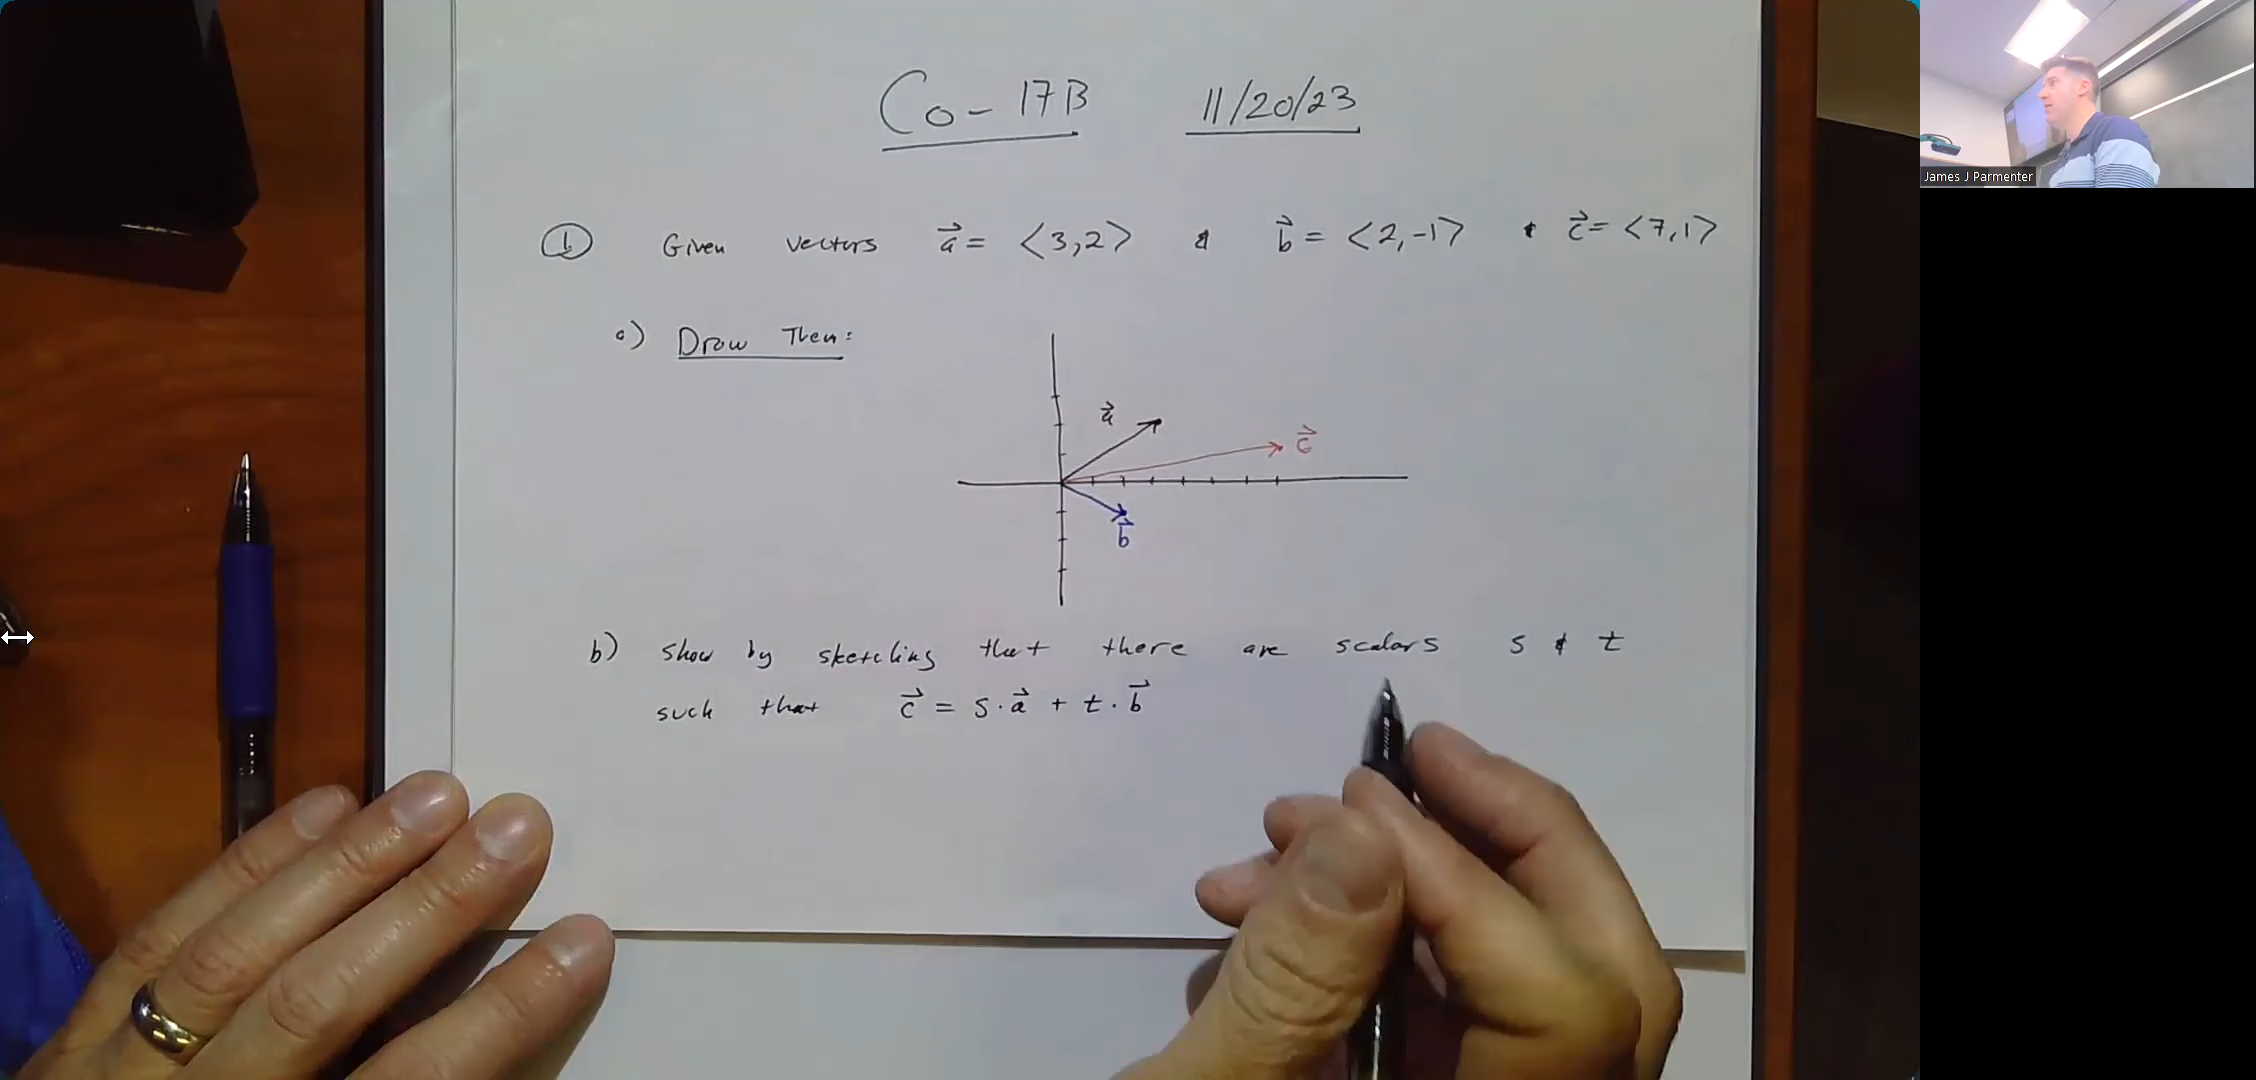 Co-17B 11/20/23
James J Parmenter
① Given vectors a⃗ = <3,2> & b⃗ = <2,-1> & c⃗ = <7,1>
a) Draw Them:
a⃗
c⃗
b⃗
b) show by sketching that there are scalars s & t
such that c⃗ = s·a⃗ + t·b⃗